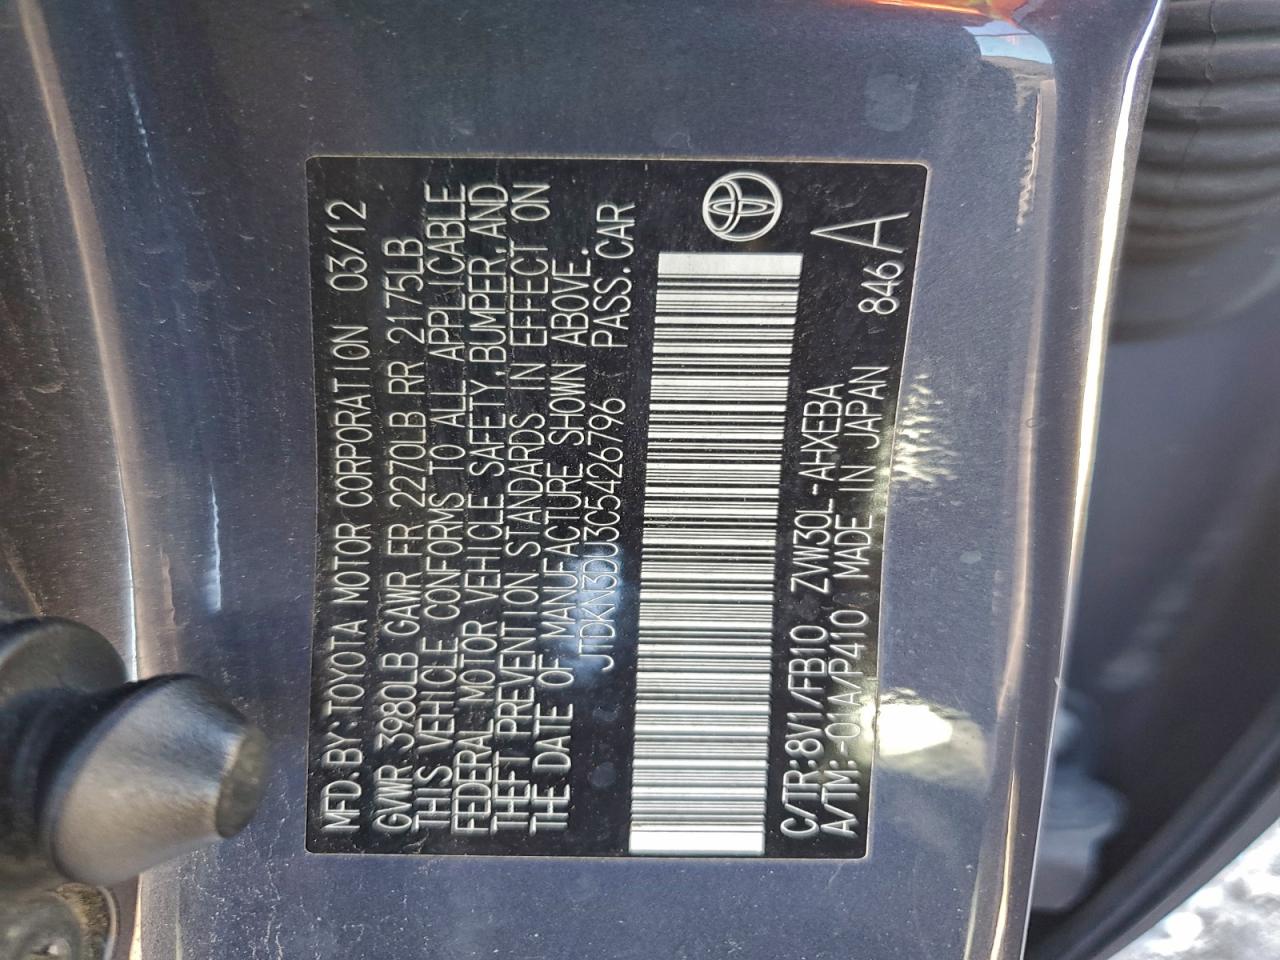 MFD.BY:TOYOTA MOTOR CORPORATION 03/12
GVWR 3980LB GAWR FR 2270LB RR 2175LB
THIS VEHICLE CONFORMS TO ALL APPLICABLE
FEDERAL MOTOR VEHICLE SAFETY,BUMPER,AND
THEFT PREVENTION STANDARDS IN EFFECT ON
THE DATE OF MANUFACTURE SHOWN ABOVE.
JTDKN3DU3C5426796 PASS.CAR
C/TR:8V1/FB10 ZVW30L-AHXEBA
A/TM:-01A/P410 MADE IN JAPAN 846A